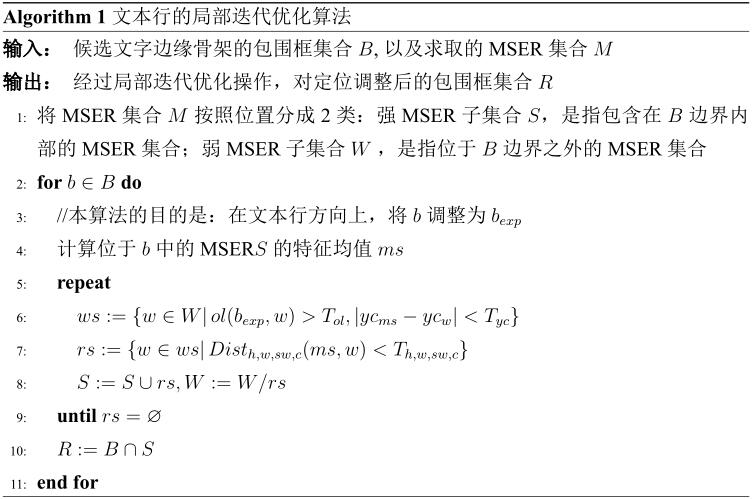 Algorithm 1 文本行的局部迭代优化算法
输入： 候选文字边缘骨架的包围框集合 B, 以及求取的 MSER 集合 M
输出： 经过局部迭代优化操作，对定位调整后的包围框集合 R
1: 将 MSER 集合 M 按照位置分成 2 类：强 MSER 子集合 S，是指包含在 B 边界内
部的 MSER 集合；弱 MSER 子集合 W ，是指位于 B 边界之外的 MSER 集合
2: for b ∈ B do
3: //本算法的目的是：在文本行方向上，将 b 调整为 b_{exp}
4: 计算位于 b 中的 MSERS 的特征均值 ms
5: repeat
6: ws := {w ∈ W| ol(b_{exp}, w) > T_{ol}, |yc_{ms} − yc_{w}| < T_{yc}}
7: rs := {w ∈ ws| Dist_{h,w,sw,c}(ms, w) < T_{h,w,sw,c}}
8: S := S ∪ rs, W := W/rs
9: until rs = ∅
10: R := B ∩ S
11: end for